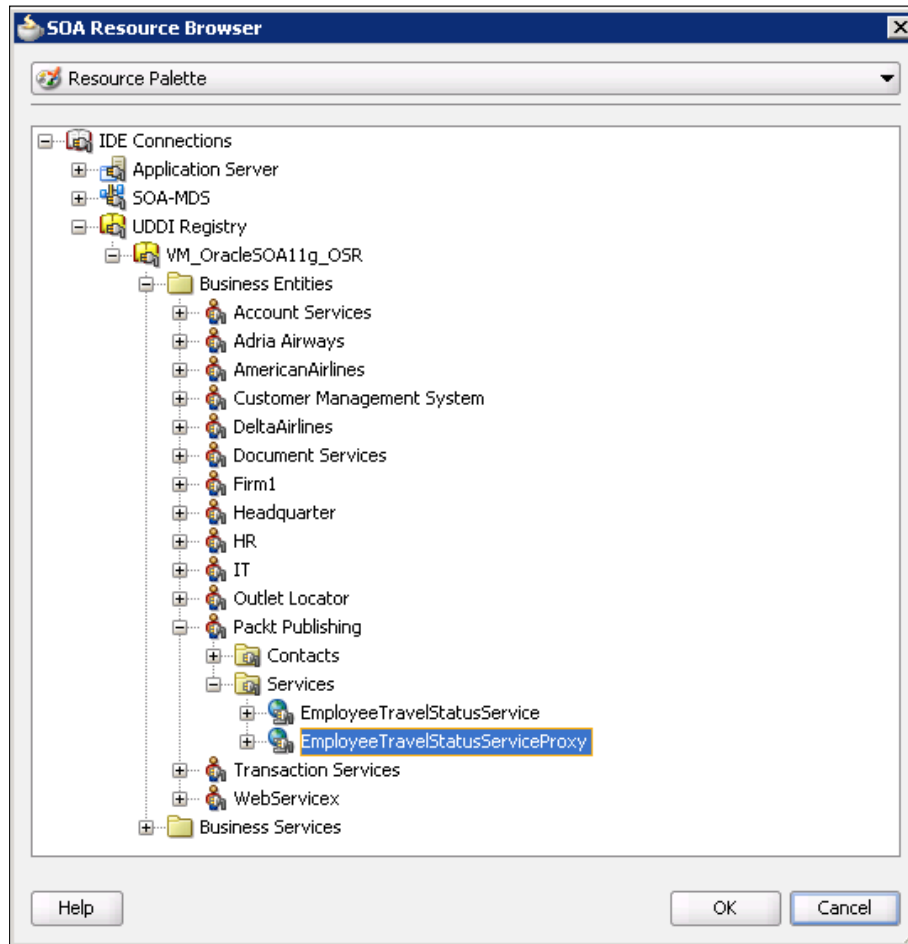 SOA Resource Browser
Resource Palette
IDE Connections
Application Server
SOA-MDS
UDDI Registry
VM_OracleSOA11g_OSR
Business Entities
Account Services
Adria Airways
AmericanAirlines
Customer Management System
DeltaAirlines
Document Services
Firm1
Headquarter
HR
IT
Outlet Locator
Packt Publishing
Contacts
Services
EmployeeTravelStatusService
EmployeeTravelStatusServiceProxy
Transaction Services
WebServicex
Business Services
Help OK Cancel